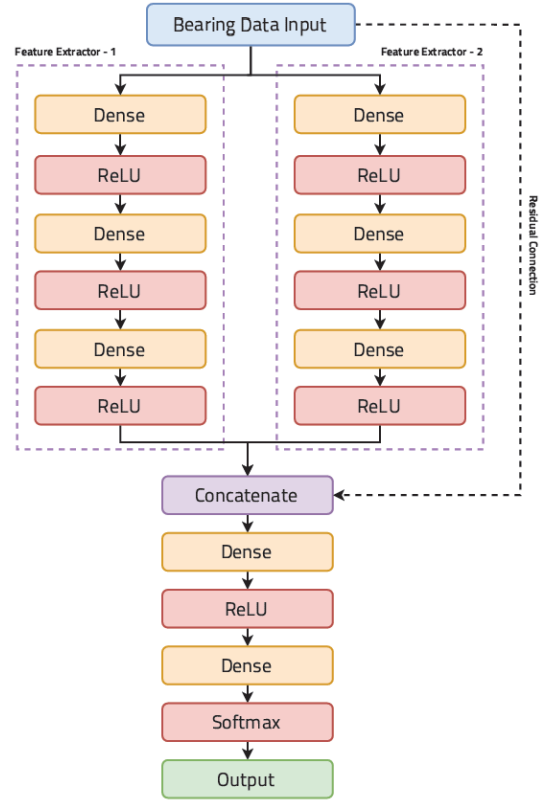 Bearing Data Input
Feature Extractor - 1
Feature Extractor - 2
Dense
ReLU
Dense
ReLU
Dense
ReLU
Dense
ReLU
Dense
ReLU
Dense
ReLU
Residual Connection
Concatenate
Dense
ReLU
Dense
Softmax
Output